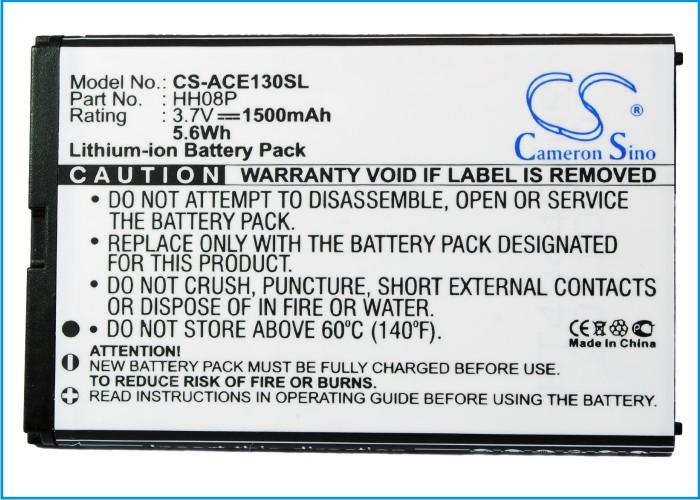 Model No.: CS-ACE130SL
Part No. : HH08P
Rating : 3.7V 1500mAh
5.6Wh
Lithium-ion Battery Pack
CS ®
Cameron Sino
CAUTION WARRANTY VOID IF LABEL IS REMOVED
• DO NOT ATTEMPT TO DISASSEMBLE, OPEN OR SERVICE
THE BATTERY PACK.
• REPLACE ONLY WITH THE BATTERY PACK DESIGNATED
FOR THIS PRODUCT.
• DO NOT CRUSH, PUNCTURE, SHORT EXTERNAL CONTACTS
OR DISPOSE OF IN FIRE OR WATER.
• DO NOT STORE ABOVE 60°C (140°F).
CE
Made In China
ATTENTION!
NEW BATTERY PACK MUST BE FULLY CHARGED BEFORE USE
TO REDUCE RISK OF FIRE OR BURNS.
READ INSTRUCTIONS IN OPERATING GUIDE BEFORE USING BATTERY